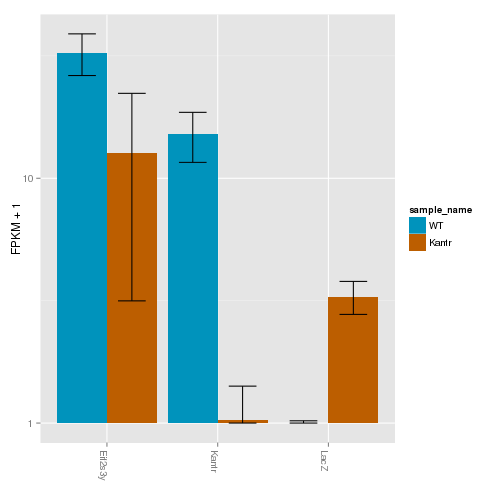 FPKM + 1
10
1
Eif2s3y
Kantr
LacZ
sample_name
WT
Kantr